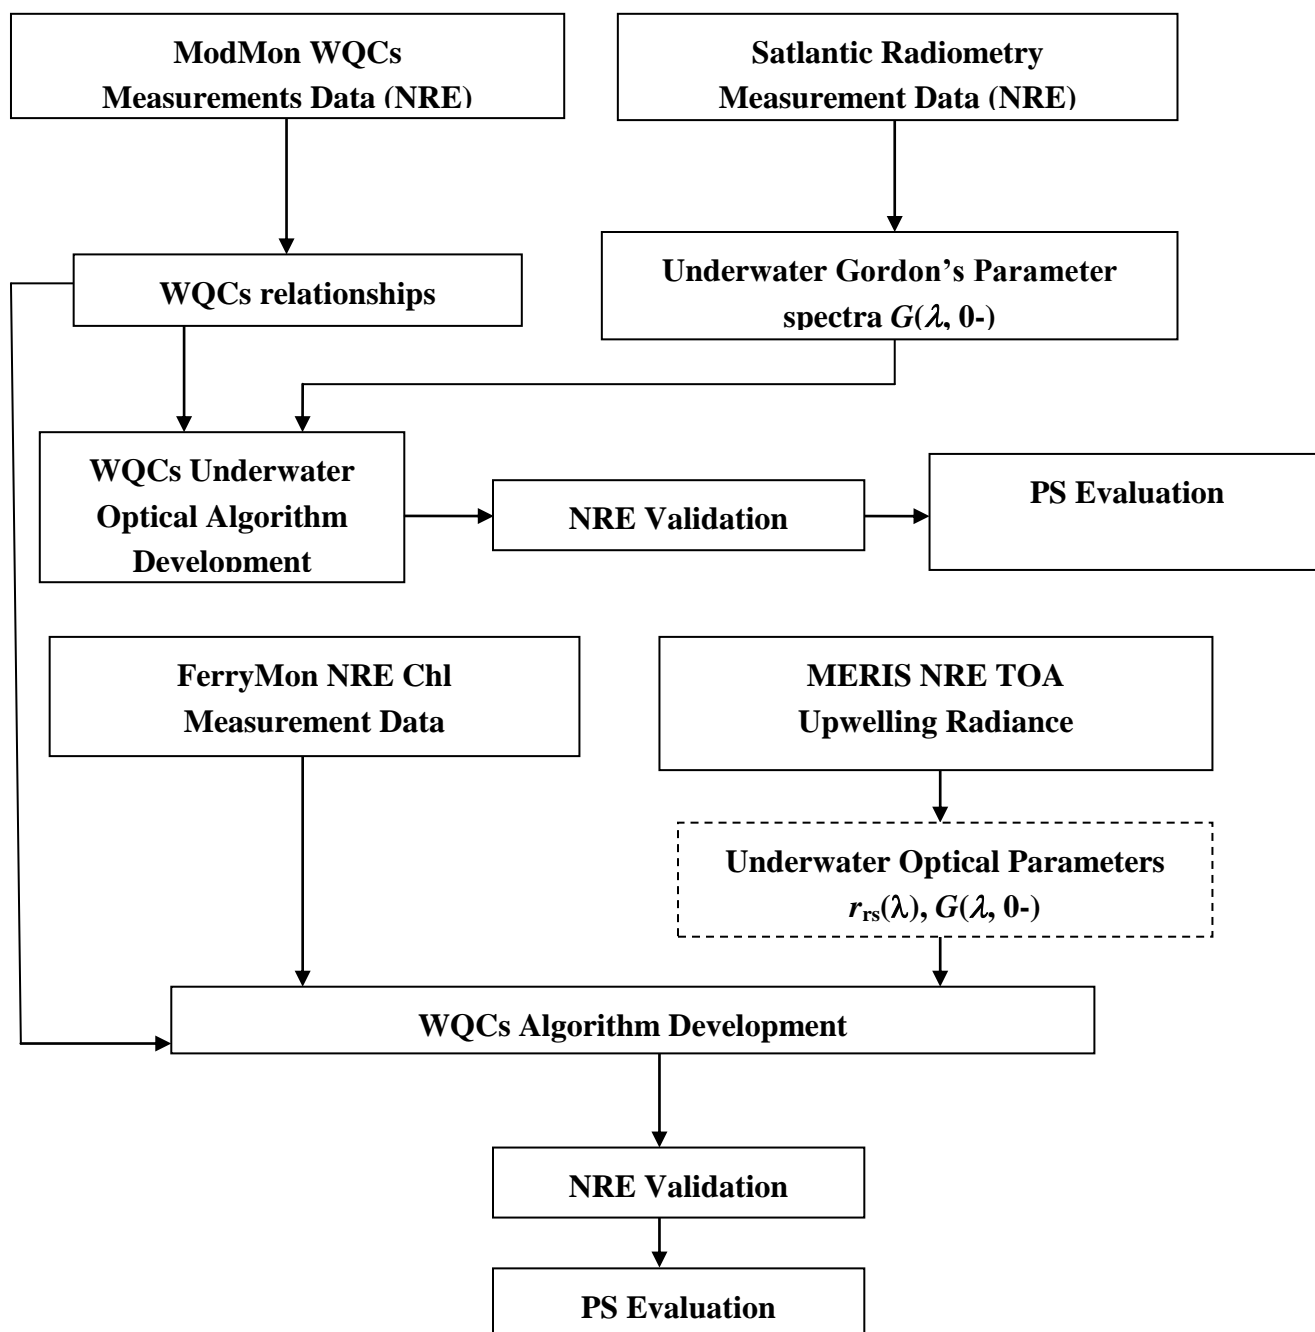 ModMon WQCs
Measurements Data (NRE)
Satlantic Radiometry
Measurement Data (NRE)
WQCs relationships
Underwater Gordon’s Parameter
spectra G(λ, 0-)
WQCs Underwater
Optical Algorithm
Development
NRE Validation
PS Evaluation
FerryMon NRE Chl
Measurement Data
MERIS NRE TOA
Upwelling Radiance
Underwater Optical Parameters
rrs(λ), G(λ, 0-)
WQCs Algorithm Development
NRE Validation
PS Evaluation